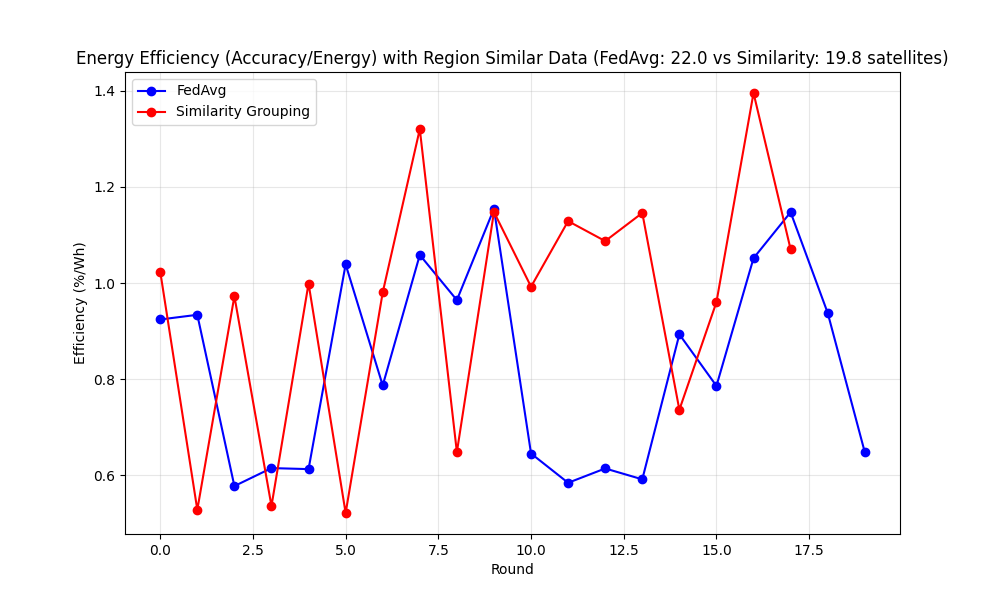 Energy Efficiency (Accuracy/Energy) with Region Similar Data (FedAvg: 22.0 vs Similarity: 19.8 satellites)
FedAvg
Similarity Grouping
Efficiency (%/Wh)
1.4
1.2
1.0
0.8
0.6
0.0 2.5 5.0 7.5 10.0 12.5 15.0 17.5
Round